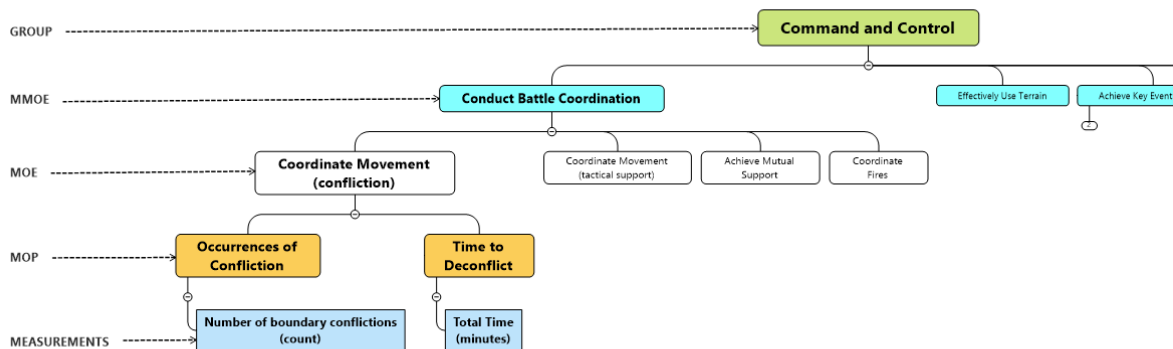 GROUP
Command and Control
MMOE
Conduct Battle Coordination
Effectively Use Terrain
Achieve Key Event
2
MOE
Coordinate Movement
(confliction)
Coordinate Movement
(tactical support)
Achieve Mutual
Support
Coordinate
Fires
MOP
Occurrences of
Confliction
Time to
Deconflict
MEASUREMENTS
Number of boundary conflictions
(count)
Total Time
(minutes)